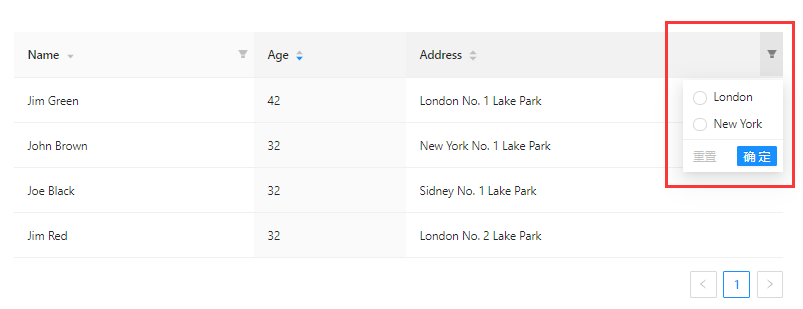 Name Age Address
London
New York
重置 确 定
Jim Green 42 London No. 1 Lake Park
John Brown 32 New York No. 1 Lake Park
Joe Black 32 Sidney No. 1 Lake Park
Jim Red 32 London No. 2 Lake Park
< 1 >